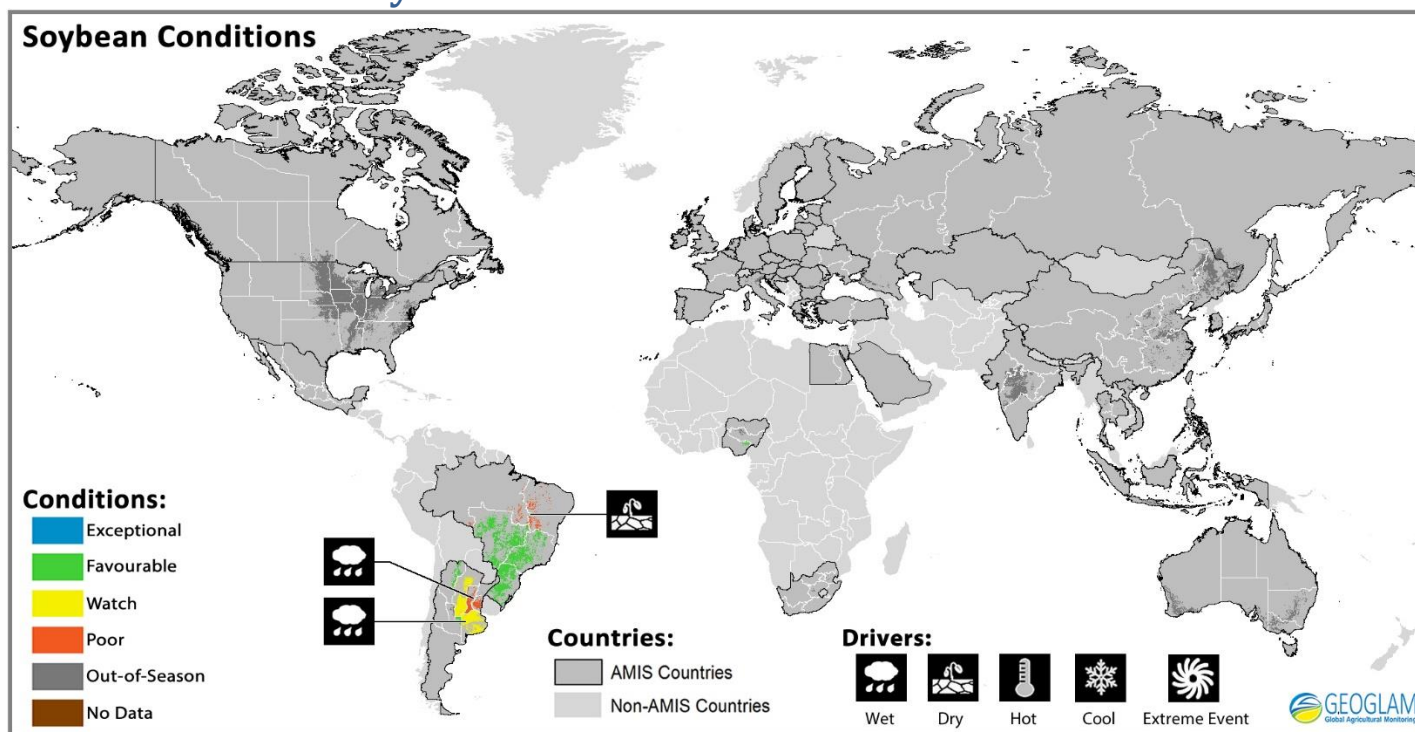 Soybean Conditions
Conditions:
Exceptional
Favourable
Watch
Poor
Out-of-Season
No Data
Countries:
AMIS Countries
Non-AMIS Countries
Drivers:
Wet
Dry
Hot
Cool
Extreme Event
GEOGLAM
Global Agricultural Monitoring